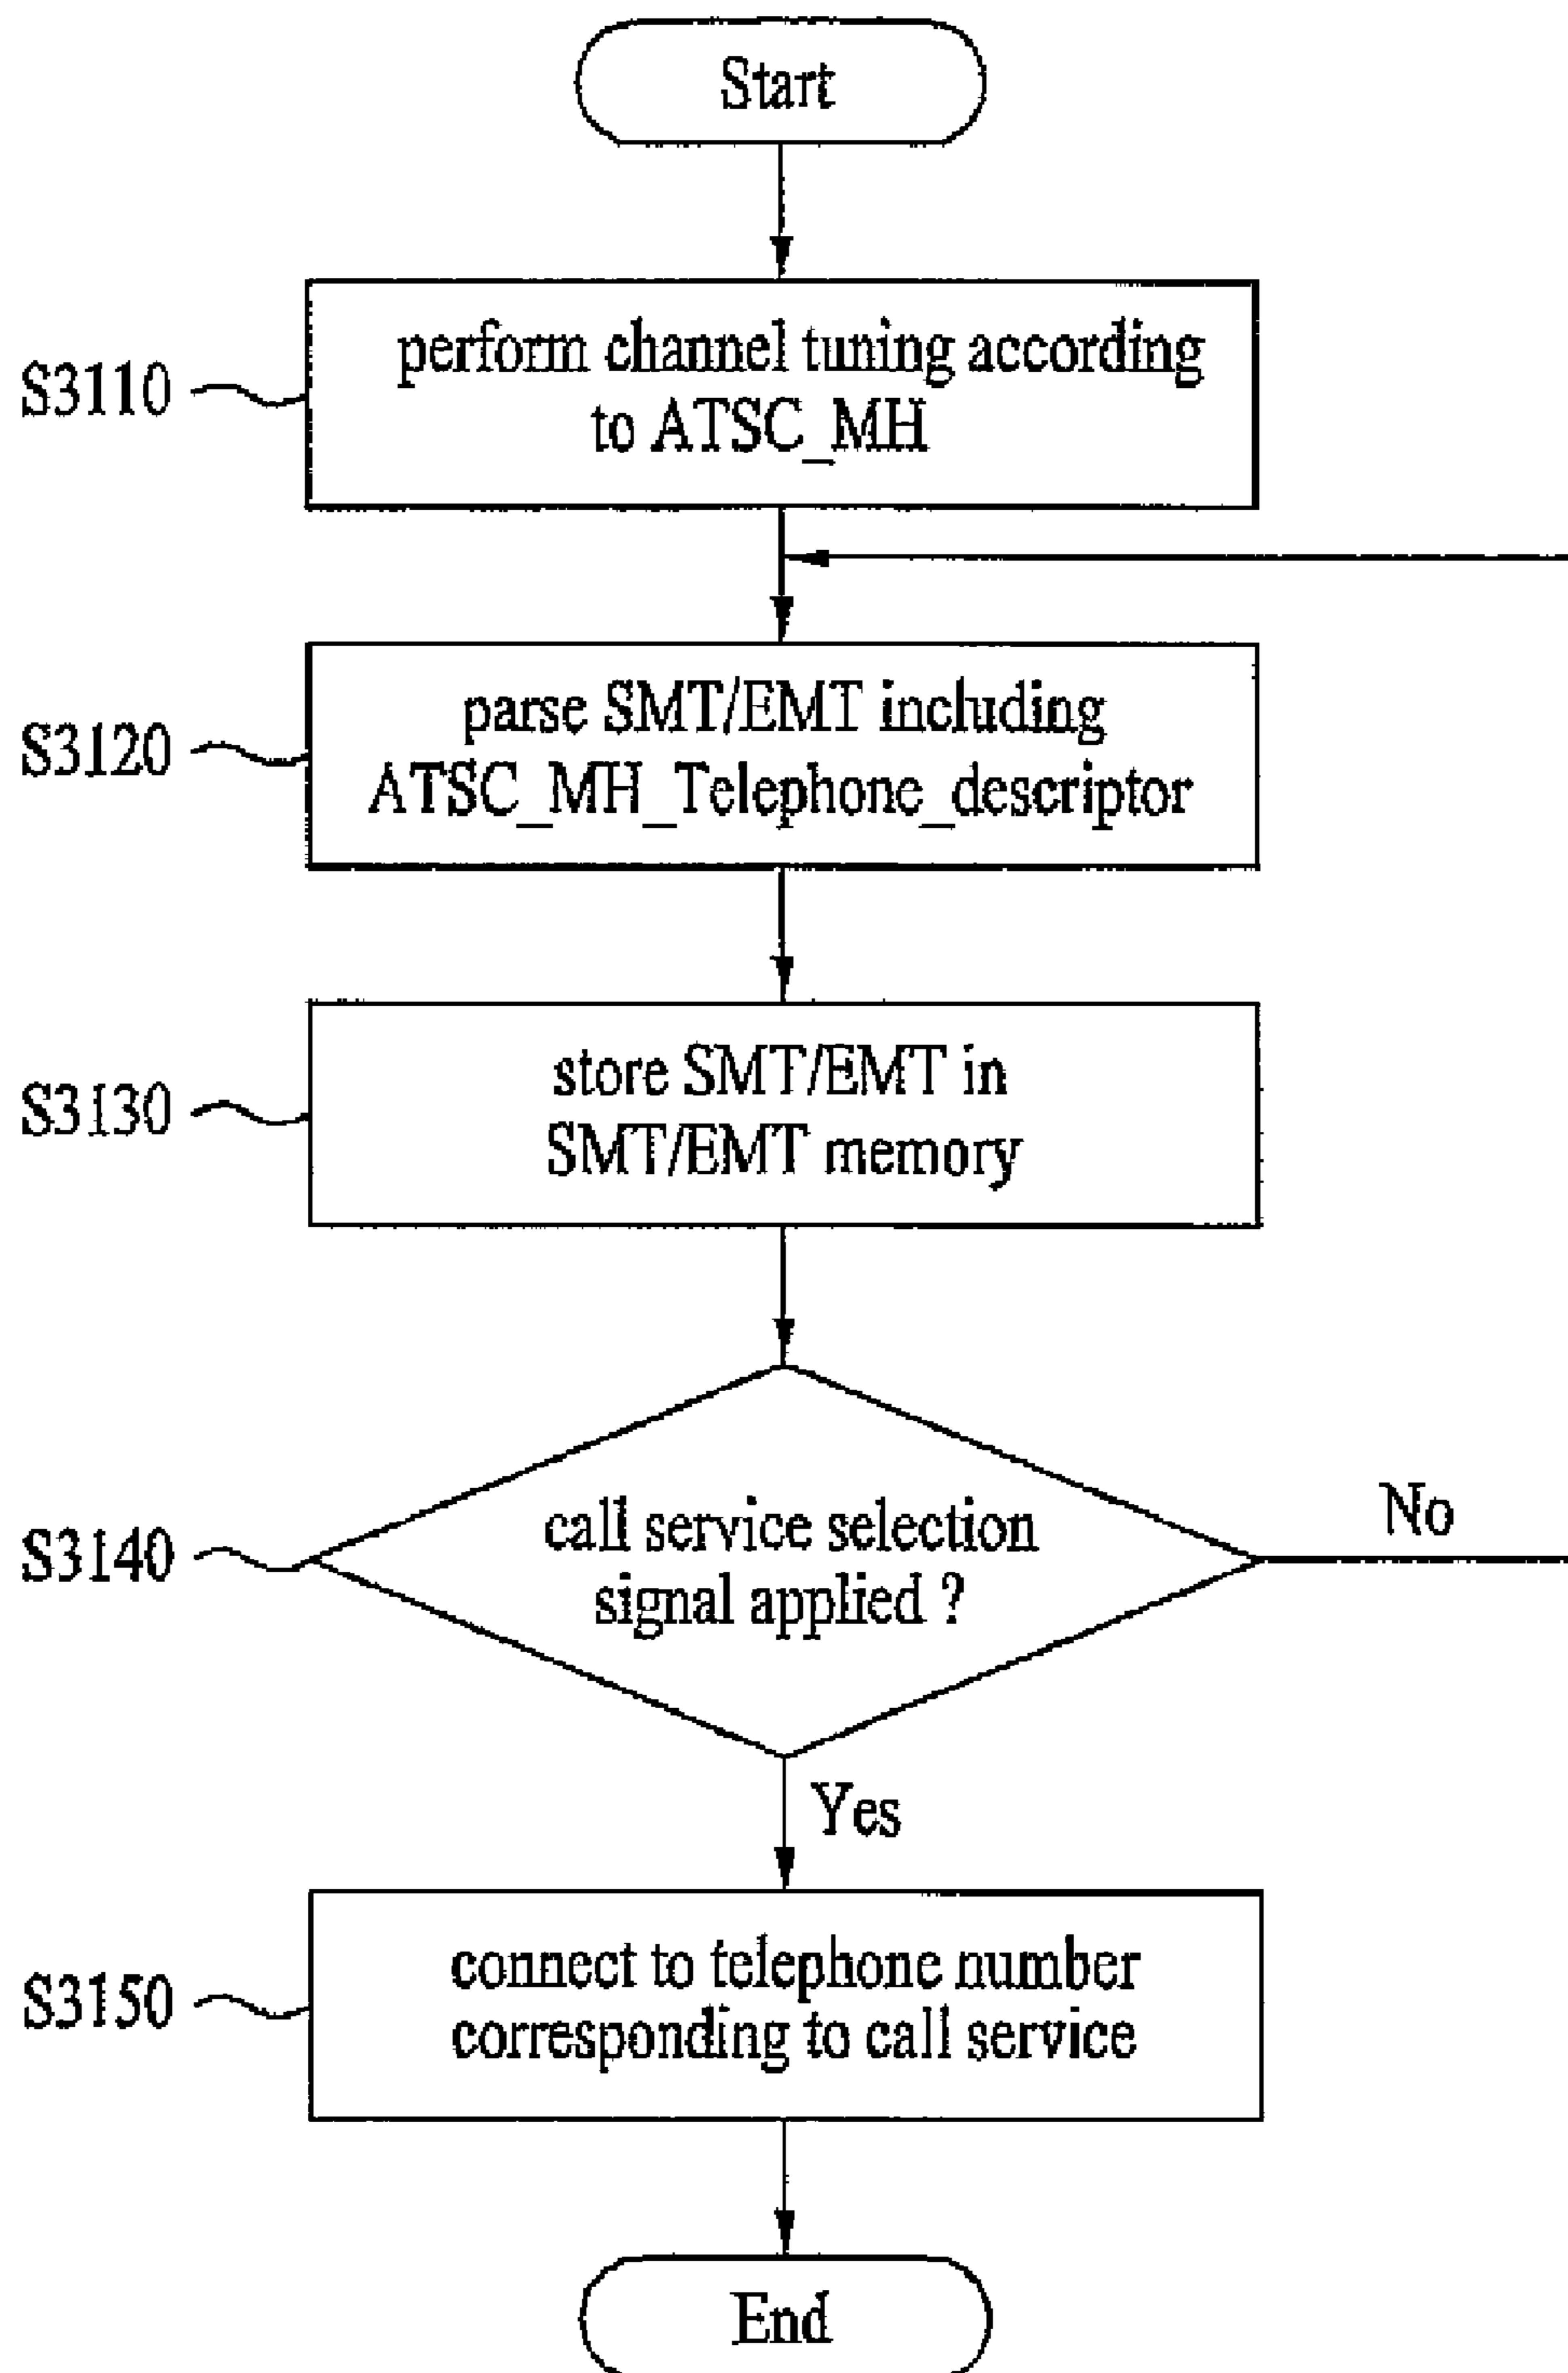 Start
S3110
perform channel tuning according
to ATSC_MH
S3120
parse SMT/EMT including
ATSC_MH_Telephone_descriptor
S3130
store SMT/EMT in
SMT/EMT memory
S3140
call service selection
signal applied ?
No
Yes
S3150
connect to telephone number
corresponding to call service
End